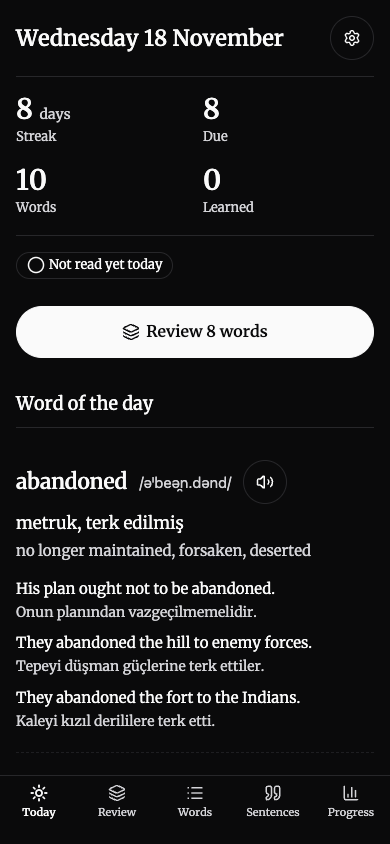 Wednesday 18 November
8 days
Streak
8
Due
10
Words
0
Learned
Not read yet today
Review 8 words
Word of the day
abandoned /əˈbeən̪.dənd/
metruk, terk edilmiş
no longer maintained, forsaken, deserted
His plan ought not to be abandoned.
Onun planından vazgeçilmemelidir.
They abandoned the hill to enemy forces.
Tepeyi düşman güçlerine terk ettiler.
They abandoned the fort to the Indians.
Kaleyi kızıl derililere terk etti.
Today
Review
Words
Sentences
Progress